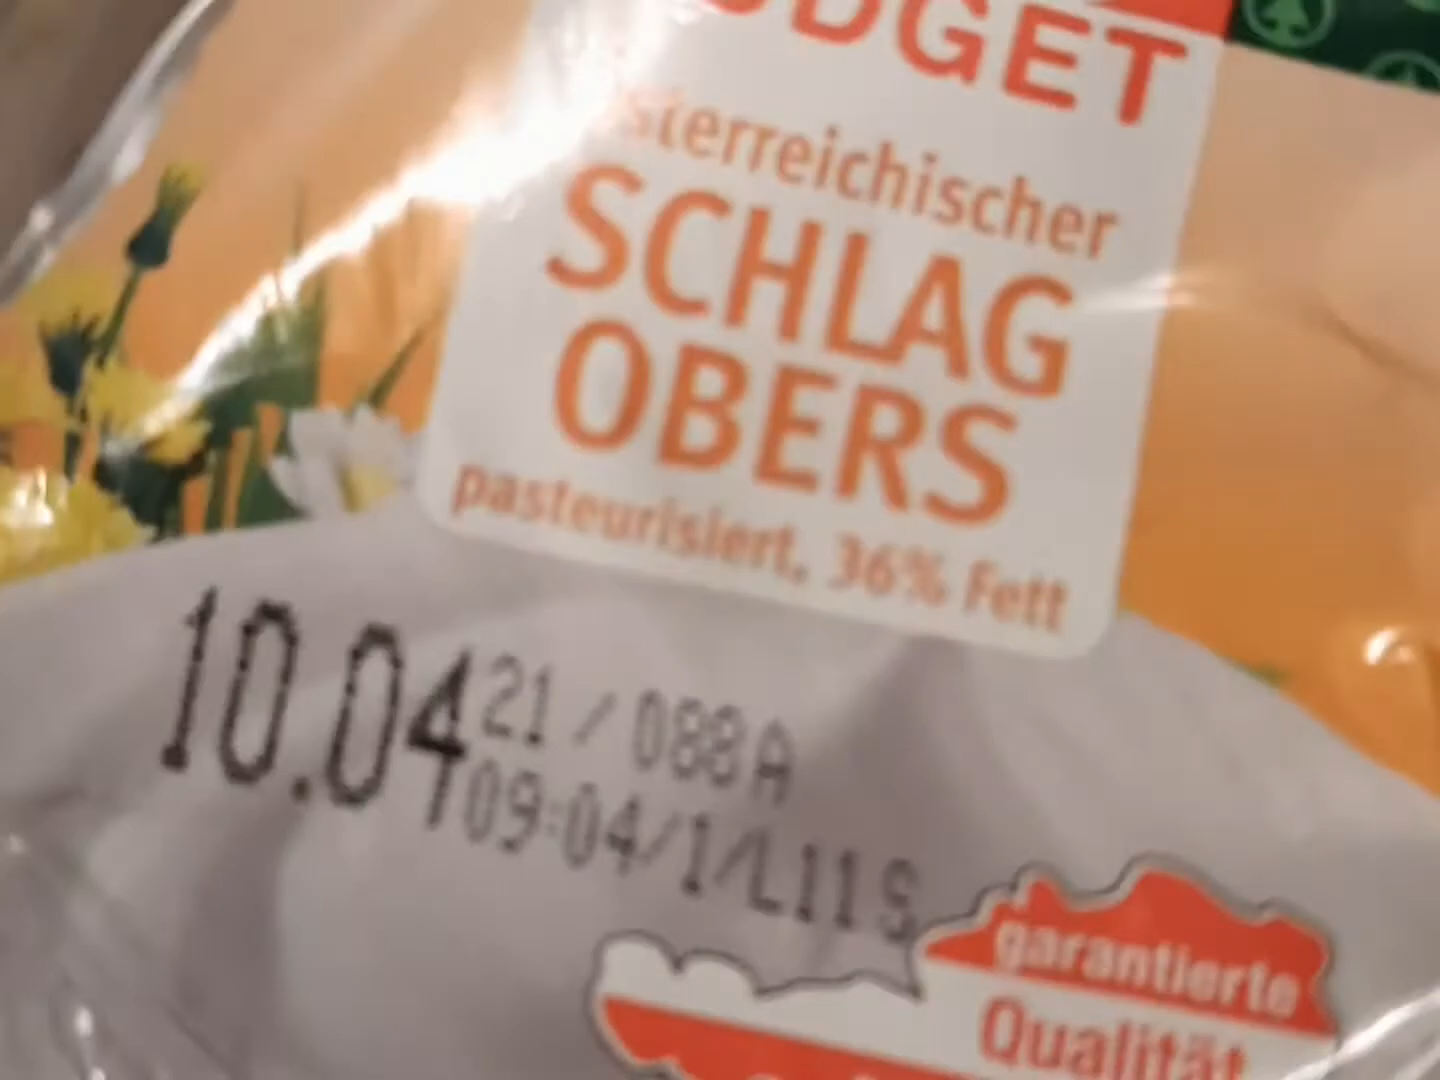 sterreichischer
SCHLAG
OBERS
pasteurisiert, 36% Fett
10.04 21 / 088A
09:04/1/L11S
garantierte
Qualität